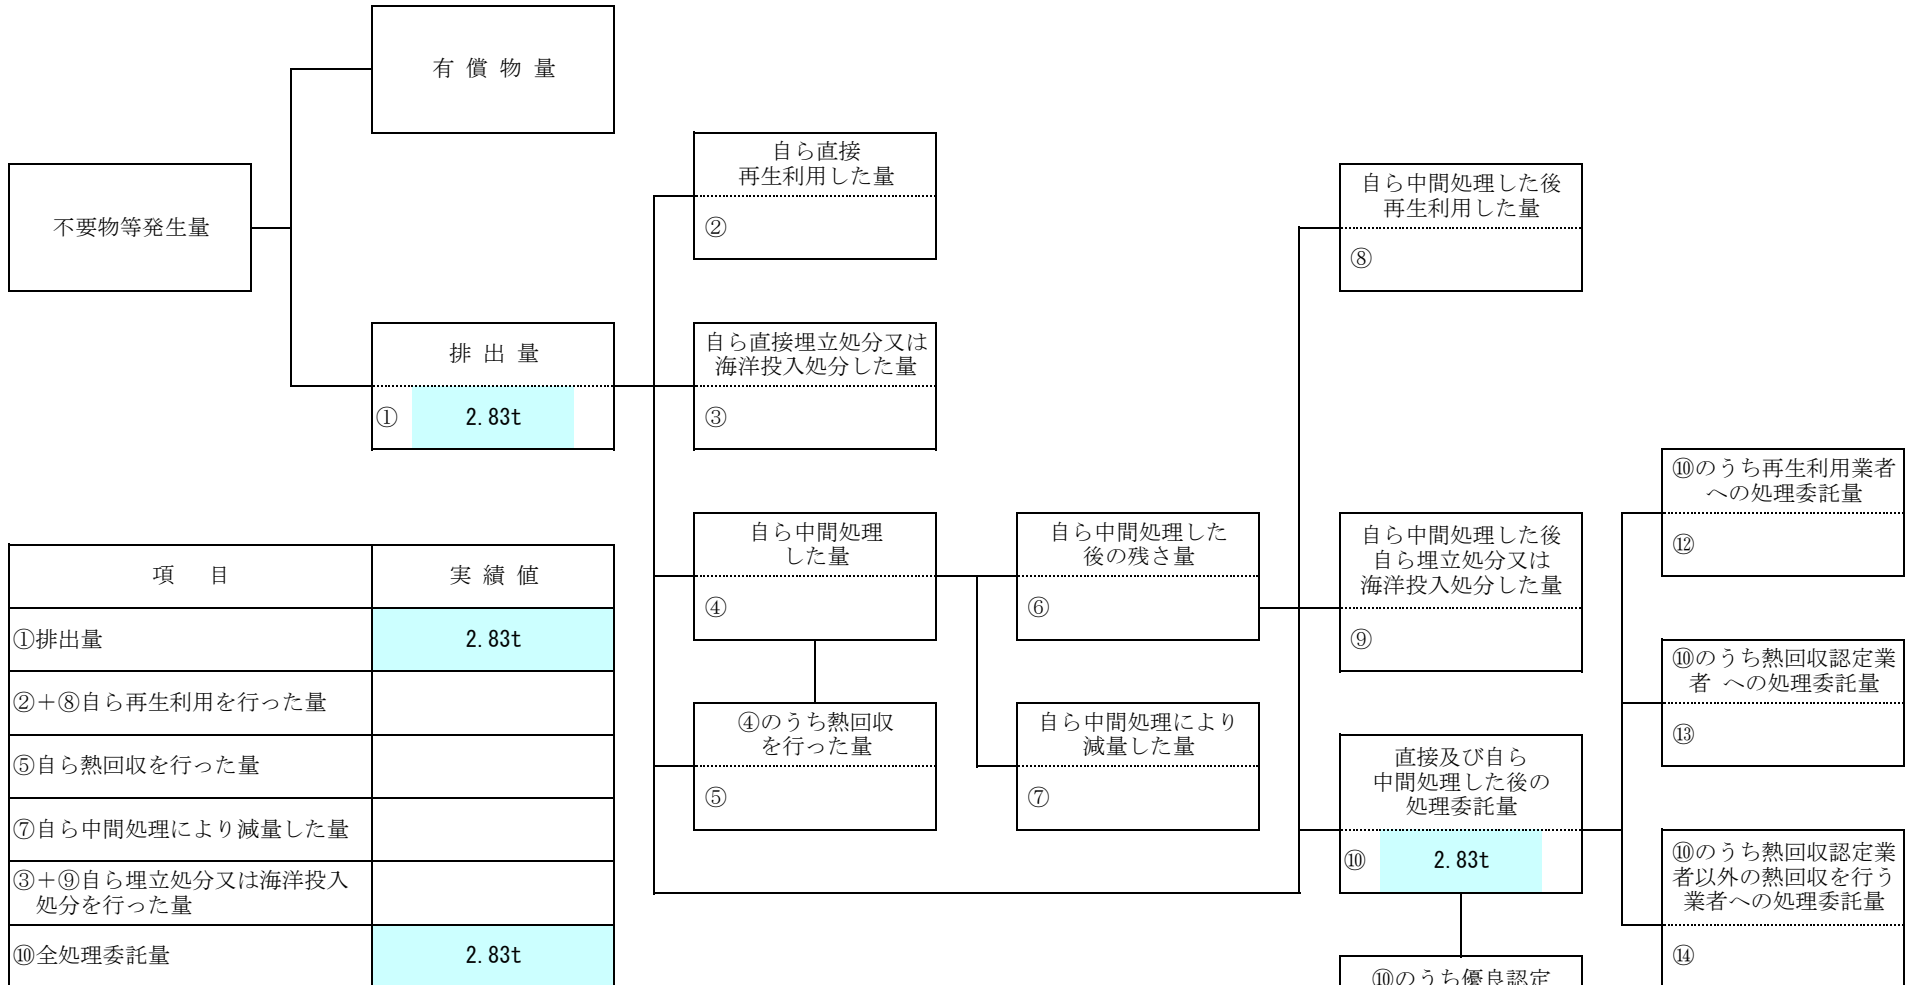 有 償 物 量
不要物等発生量
排 出 量
① 2.83t
自ら直接
再生利用した量
②
自ら直接埋立処分又は
海洋投入処分した量
③
自ら中間処理
した量
④
④のうち熱回収
を行った量
⑤
自ら中間処理した
後の残さ量
⑥
自ら中間処理により
減量した量
⑦
自ら中間処理した後
再生利用した量
⑧
自ら中間処理した後
自ら埋立処分又は
海洋投入処分した量
⑨
直接及び自ら
中間処理した後の
処理委託量
⑩ 2.83t
⑩のうち優良認定
⑩のうち再生利用業者
への処理委託量
⑫
⑩のうち熱回収認定業
者 への処理委託量
⑬
⑩のうち熱回収認定業
者以外の熱回収を行う
業者への処理委託量
⑭
項 目 実 績 値
①排出量 2.83t
②+⑧自ら再生利用を行った量
⑤自ら熱回収を行った量
⑦自ら中間処理により減量した量
③+⑨自ら埋立処分又は海洋投入
処分を行った量
⑩全処理委託量 2.83t